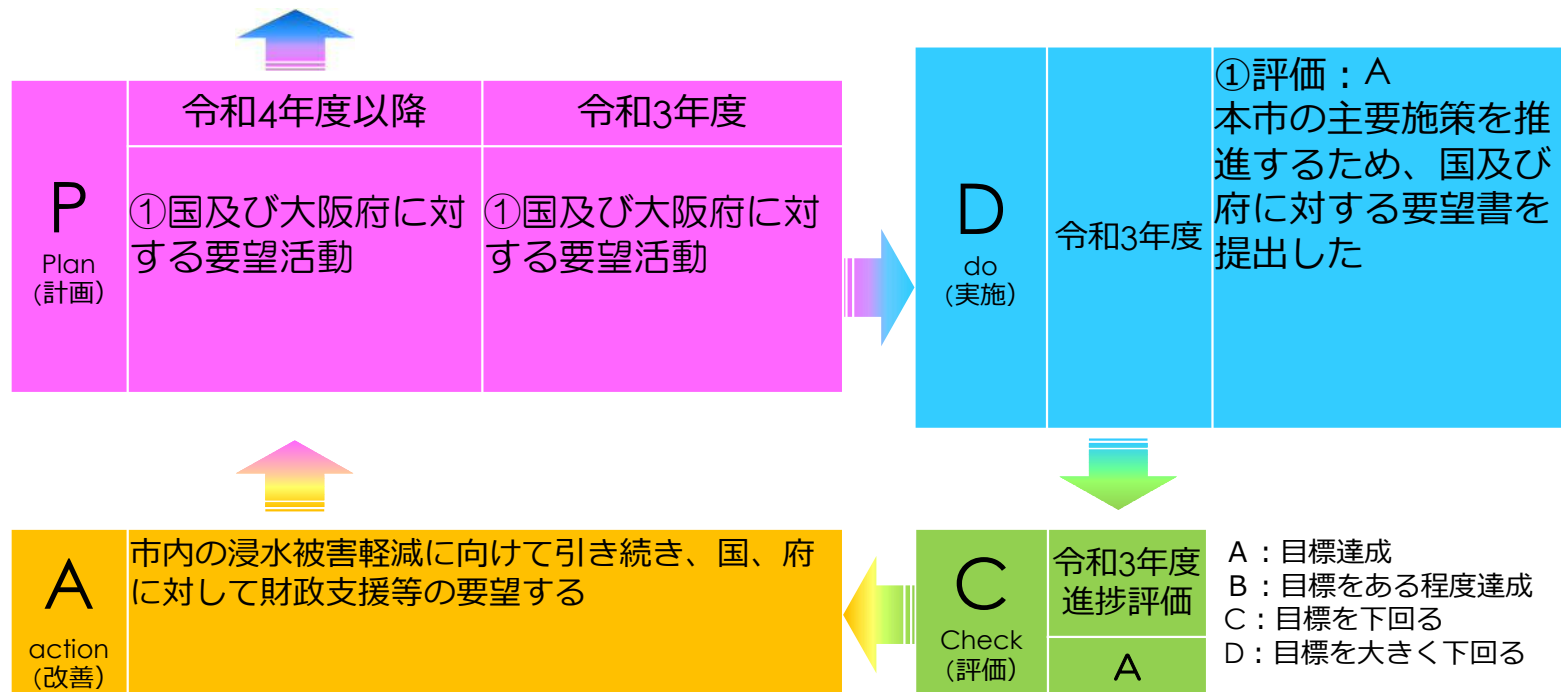 P
Plan
(計画)
令和4年度以降
令和3年度
①国及び大阪府に対
する要望活動
①国及び大阪府に対
する要望活動
D
do
(実施)
令和3年度
①評価：A
本市の主要施策を推
進するため、国及び
府に対する要望書を
提出した
C
Check
(評価)
令和3年度
進捗評価
A
A：目標達成
B：目標をある程度達成
C：目標を下回る
D：目標を大きく下回る
A
action
(改善)
市内の浸水被害軽減に向けて引き続き、国、府
に対して財政支援等の要望する